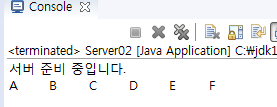 Console
<terminated> Server02 [Java Application] C:₩jdk1
서버 준비 중입니다.
A B C D E F